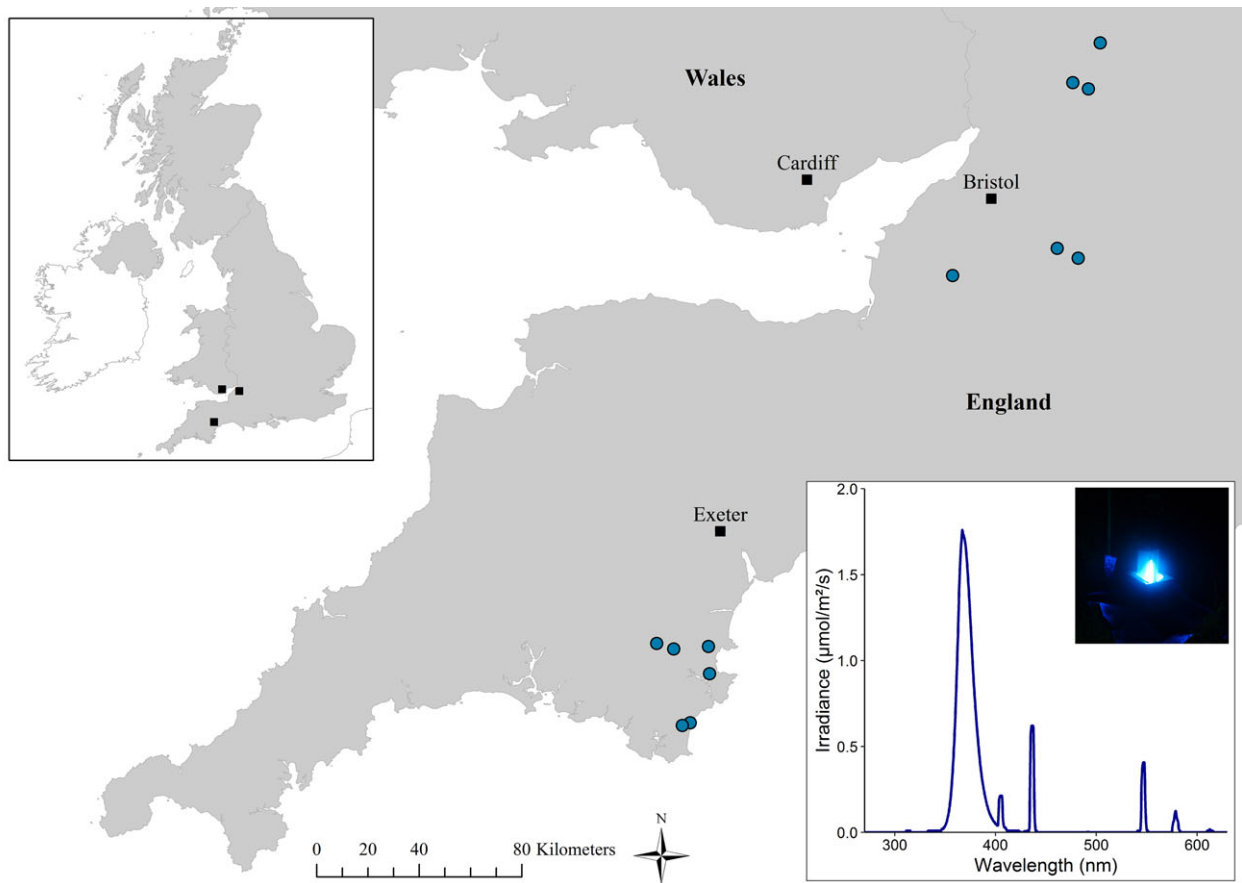 Wales
Cardiff
Bristol
England
Exeter
N
0 20 40 80 Kilometers
2.0
1.5
1.0
0.5
0.0
Irradiance (µmol/m²/s)
300 400 500 600
Wavelength (nm)